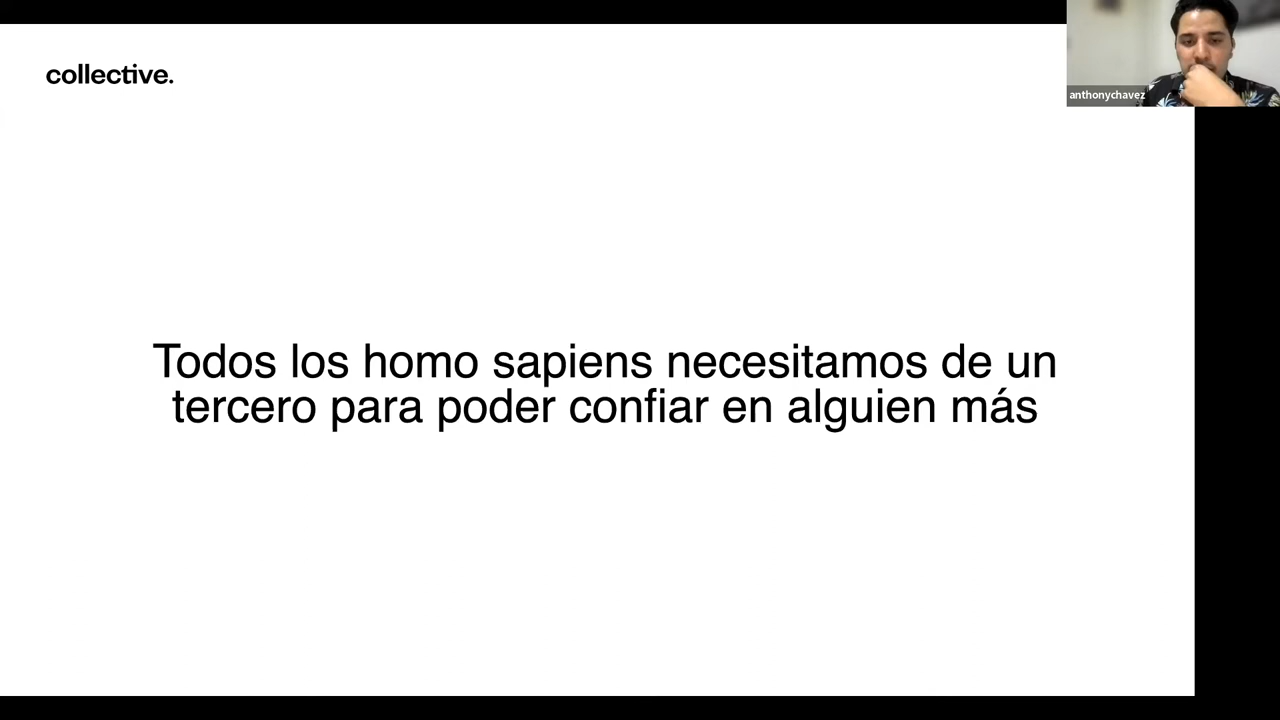 collective.
anthonychavez
Todos los homo sapiens necesitamos de un
tercero para poder confiar en alguien más